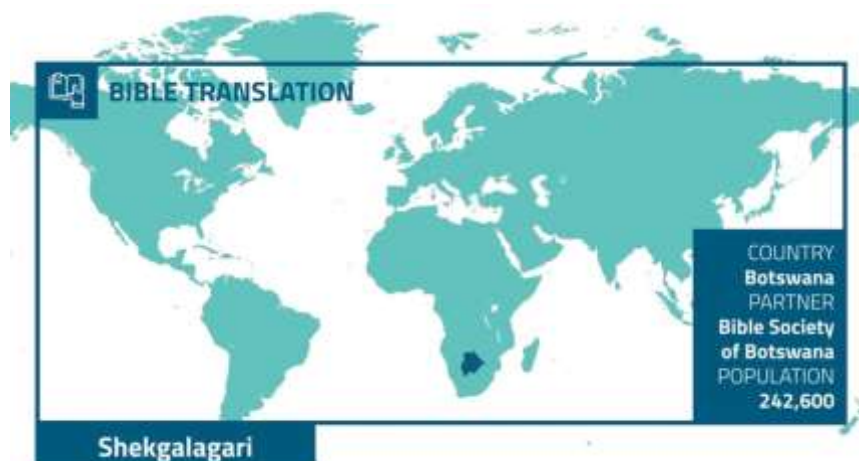 BIBLE TRANSLATION
COUNTRY
Botswana
PARTNER
Bible Society
of Botswana
POPULATION
242,600
Shekgalagari